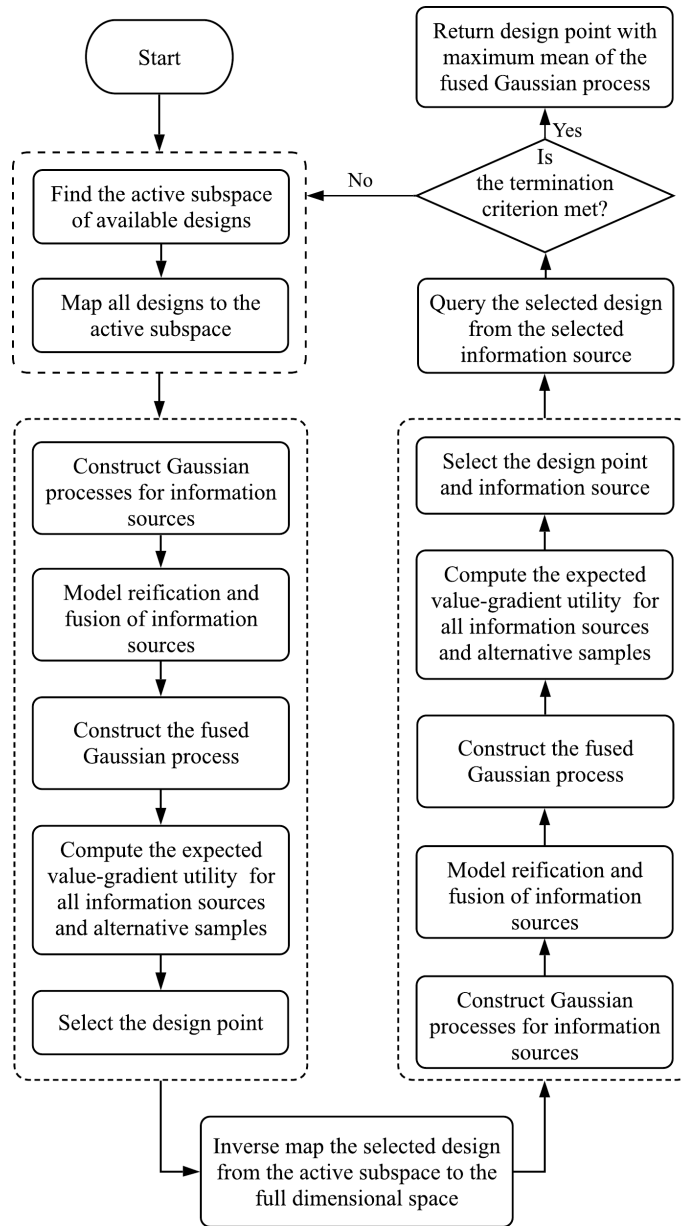 Start
Find the active subspace
of available designs
Map all designs to the
active subspace
Construct Gaussian
processes for information
sources
Model reification and
fusion of information
sources
Construct the fused
Gaussian process
Compute the expected
value-gradient utility for
all information sources
and alternative samples
Select the design point
Inverse map the selected design
from the active subspace to the
full dimensional space
Construct Gaussian
processes for information
sources
Model reification and
fusion of information
sources
Construct the fused
Gaussian process
Compute the expected
value-gradient utility for
all information sources
and alternative samples
Select the design point
and information source
Query the selected design
from the selected
information source
Is
the termination
criterion met?
No
Yes
Return design point with
maximum mean of the
fused Gaussian process